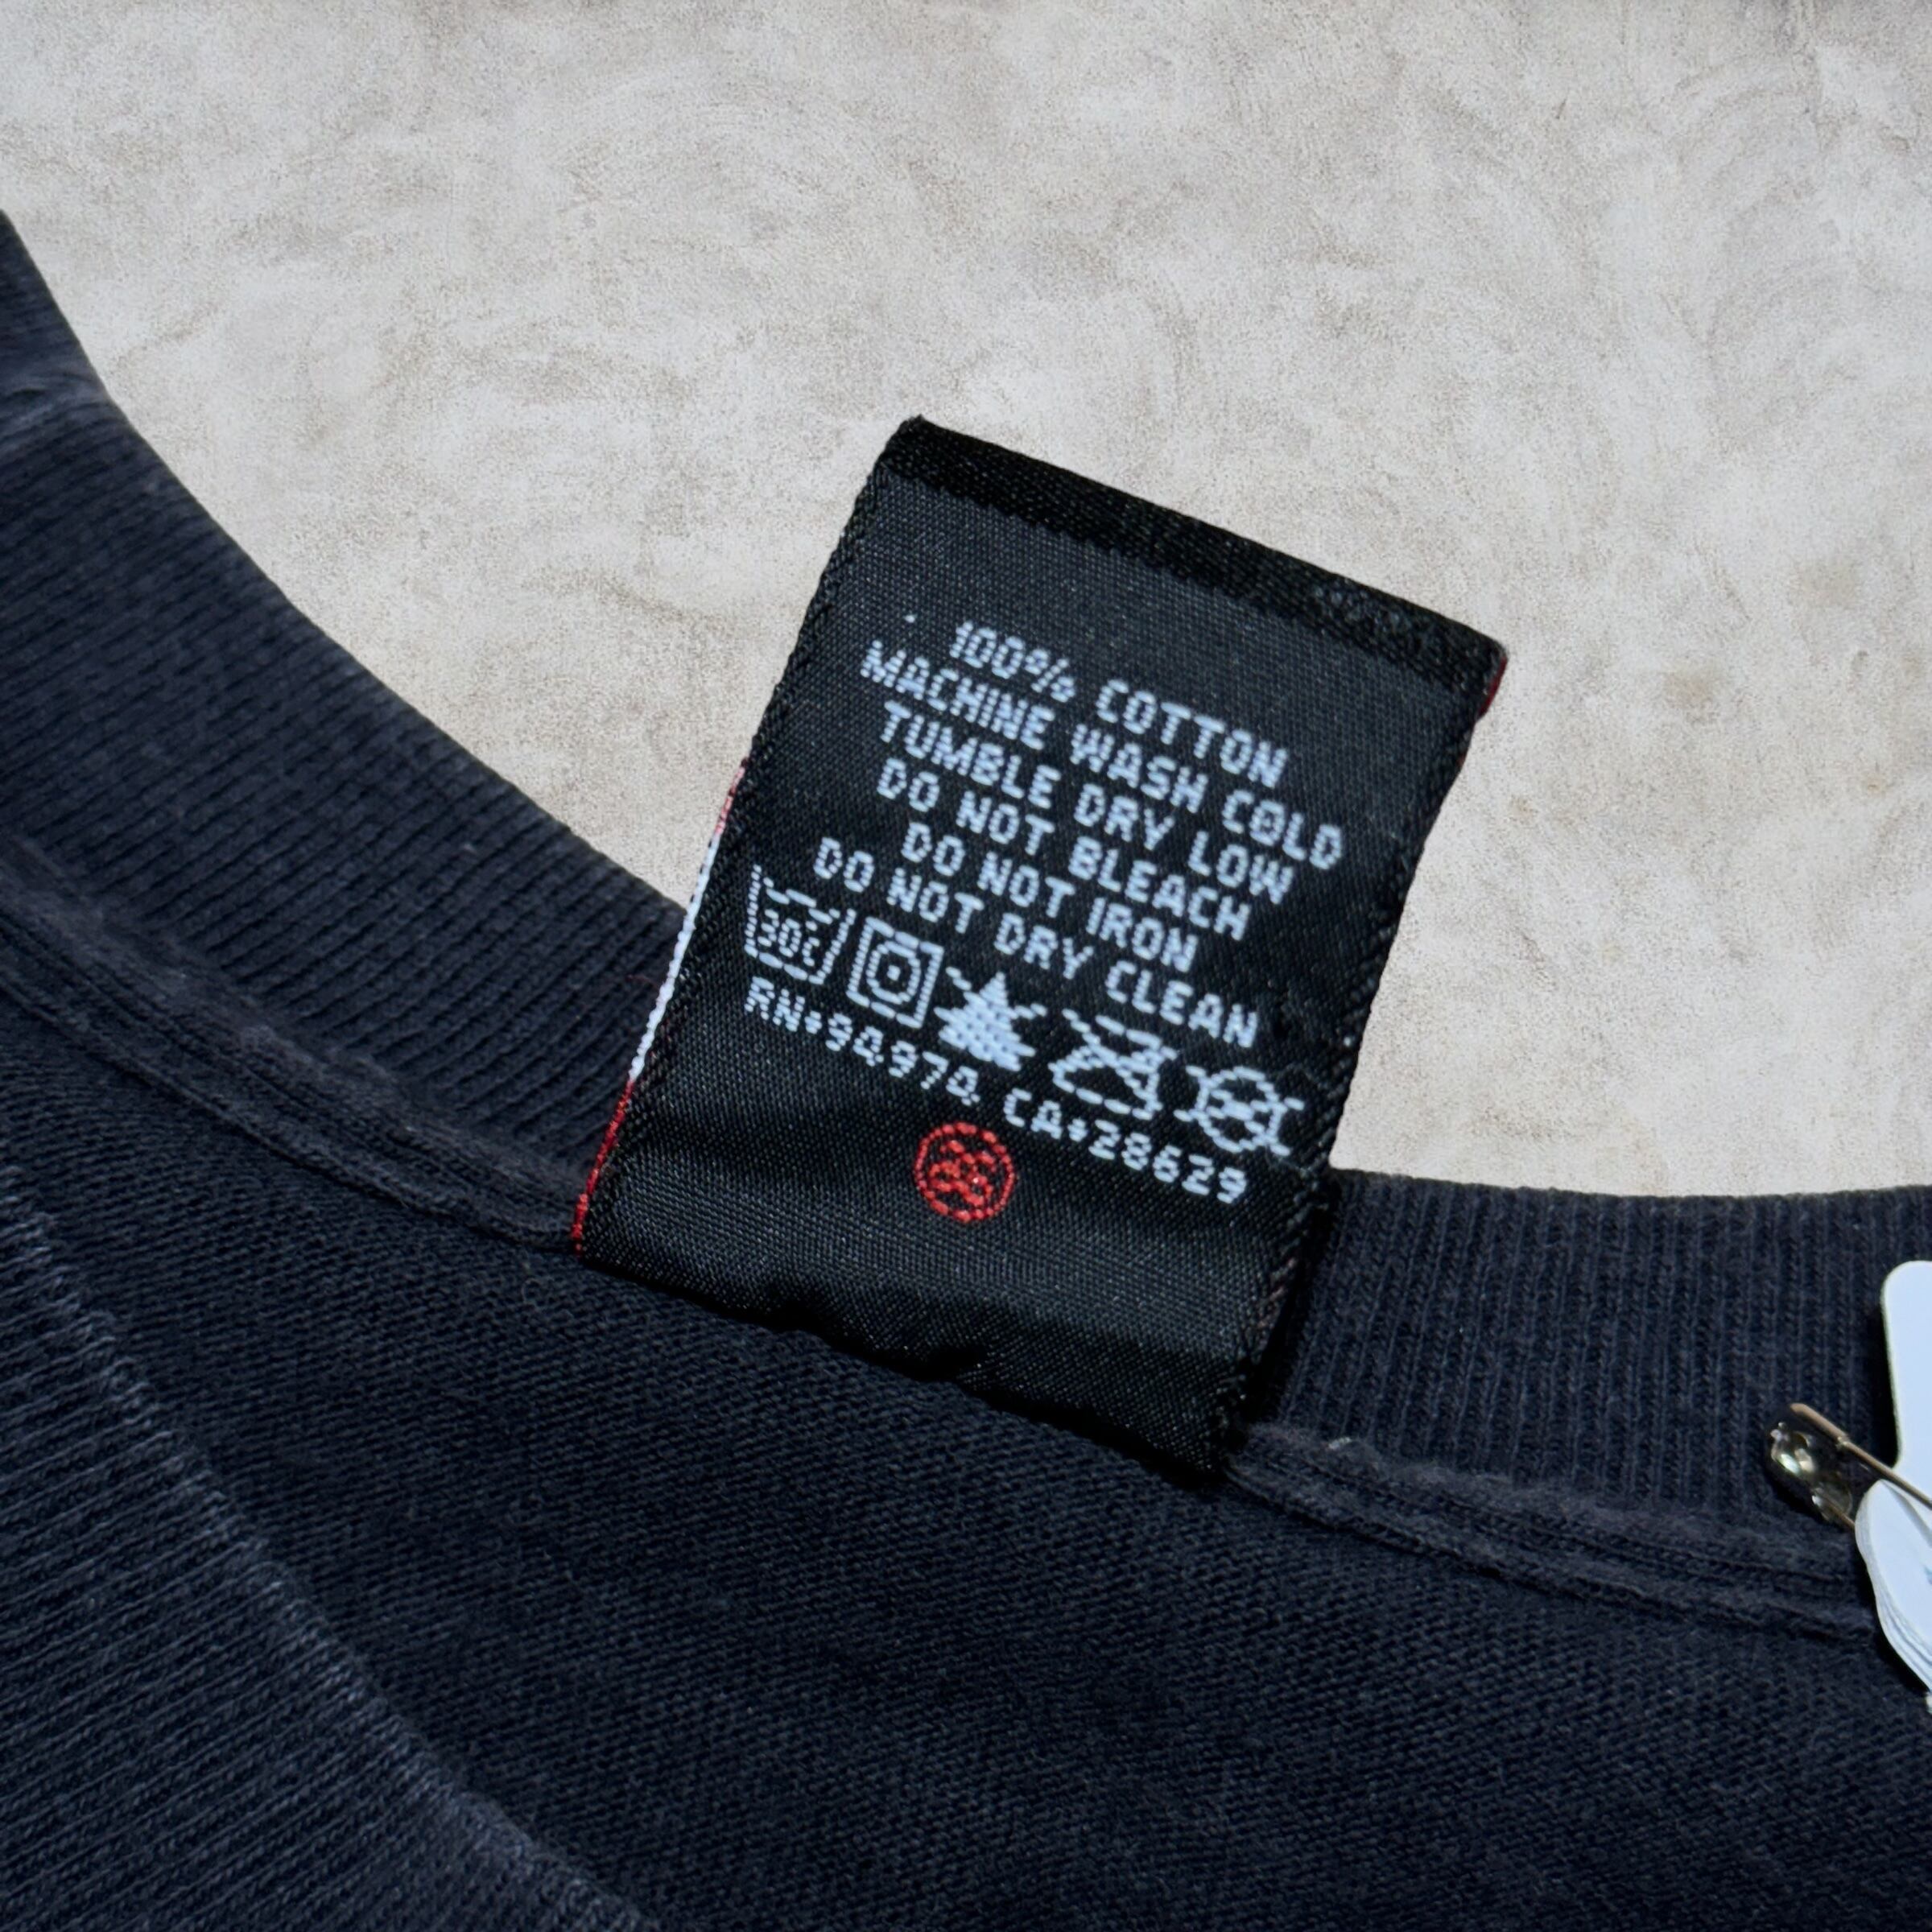 100% COTTON
MACHINE WASH COLD
TUMBLE DRY LOW
DO NOT BLEACH
DO NOT IRON
DO NOT DRY CLEAN
30c
RN•94974 CA•28629